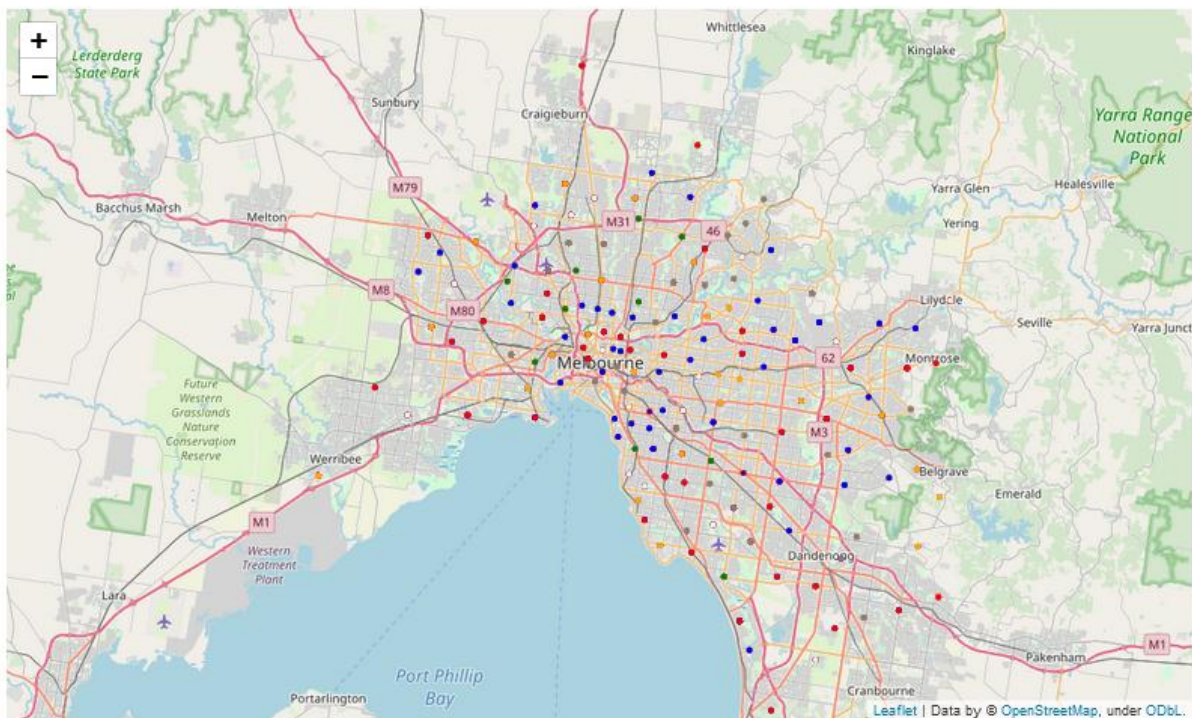 +
−
Lerderderg
State Park
Sunbury
Craigieburn
Whittlesea
Kinglake
Yarra Range
National
Park
M79
Bacchus Marsh
Melton
M31
46
Yarra Glen
Healesville
Yering
M8
M80
Lilydale
Seville
Yarra Junct
Melbourne
62
Montrose
Future
Western
Grasslands
Nature
Conservation
Reserve
M3
Werribee
Belgrave
Emerald
M1
Western
Treatment
Plant
Dandenong
Lara
M1
Pakenham
Port Phillip
Bay
Portarlington
Cranbourne
Leaflet | Data by © OpenStreetMap, under ODbL.